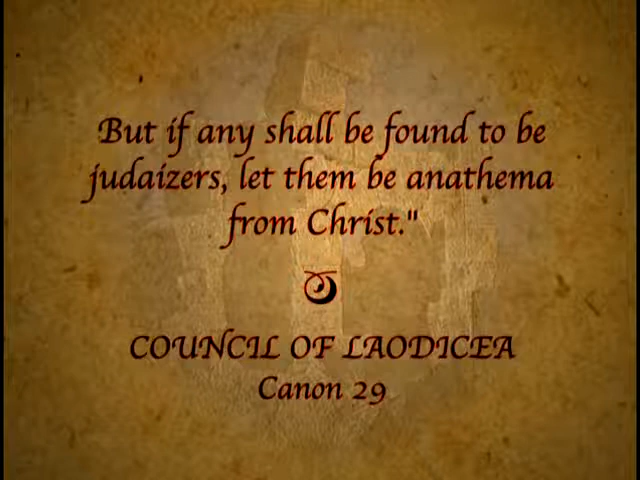 But if any shall be found to be
judaizers, let them be anathema
from Christ."
COUNCIL OF LAODICEA
Canon 29